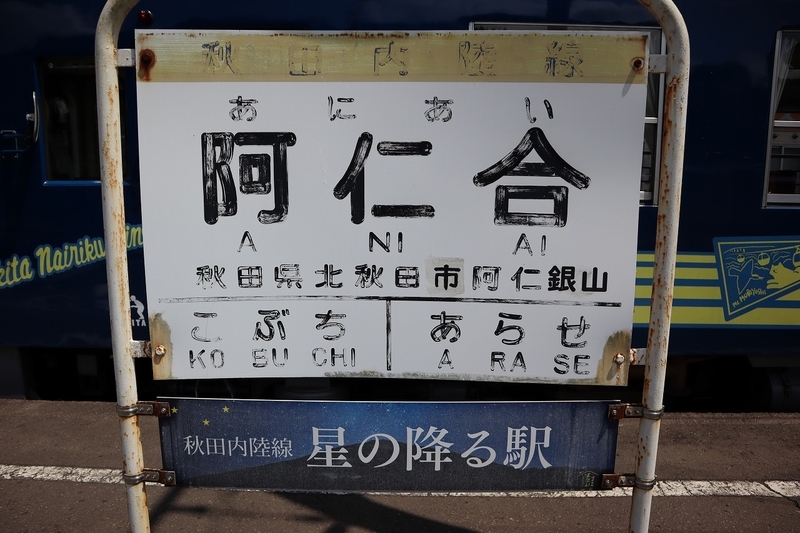 秋田内陸線
あ に あ い
阿仁合
A NI AI
秋田県北秋田市阿仁銀山
こぶち あらせ
KO BU CHI A RA SE
秋田内陸線 星の降る駅
kita Nairiku